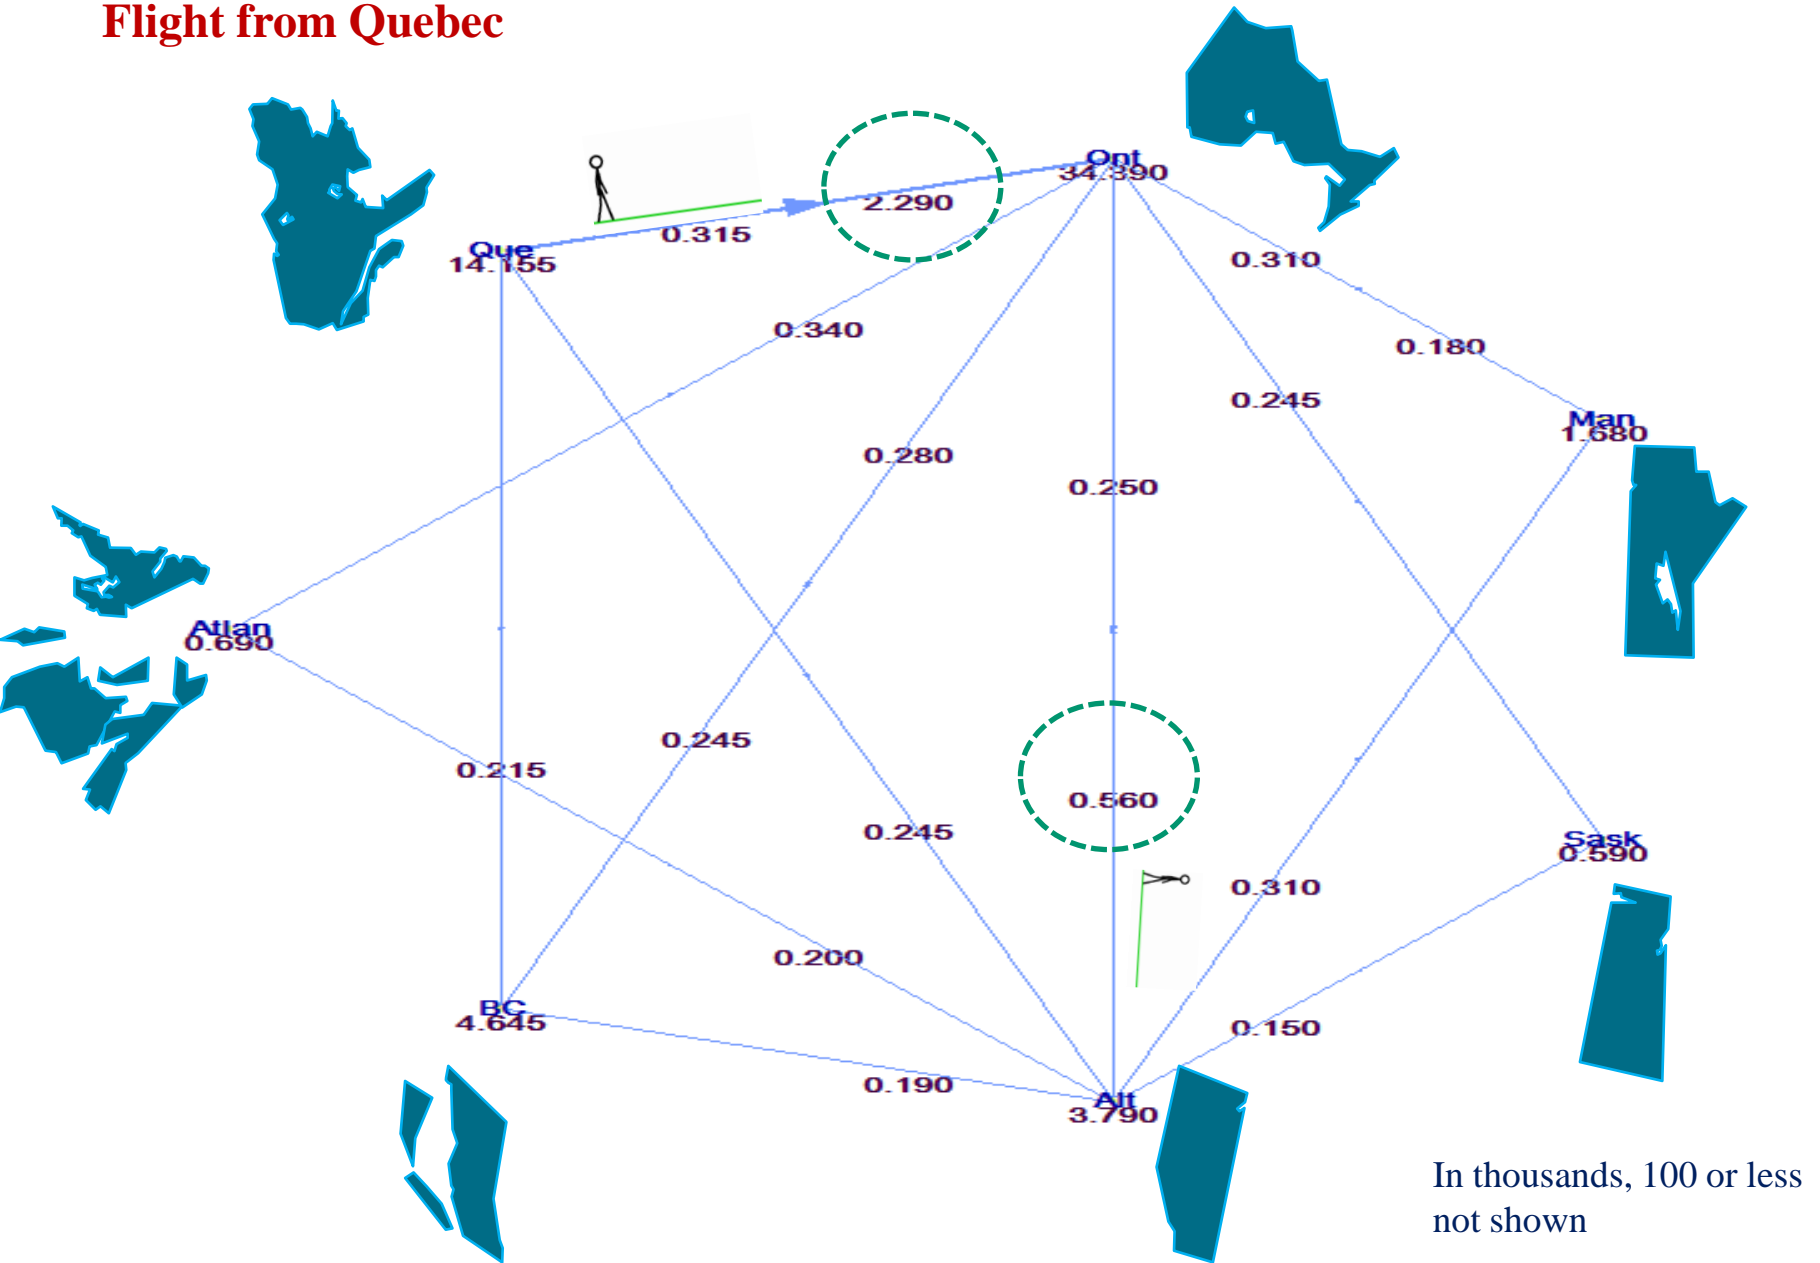 Flight from Quebec
Ont
34.390
2.290
0.315
Que
14.155
0.310
0.340
0.180
0.245
Man
1.680
0.280
0.250
Atlan
0.690
0.245
0.215
0.560
0.245
Sask
0.590
0.310
0.200
BC
4.645
0.150
0.190
Alt
3.790
In thousands, 100 or less
not shown